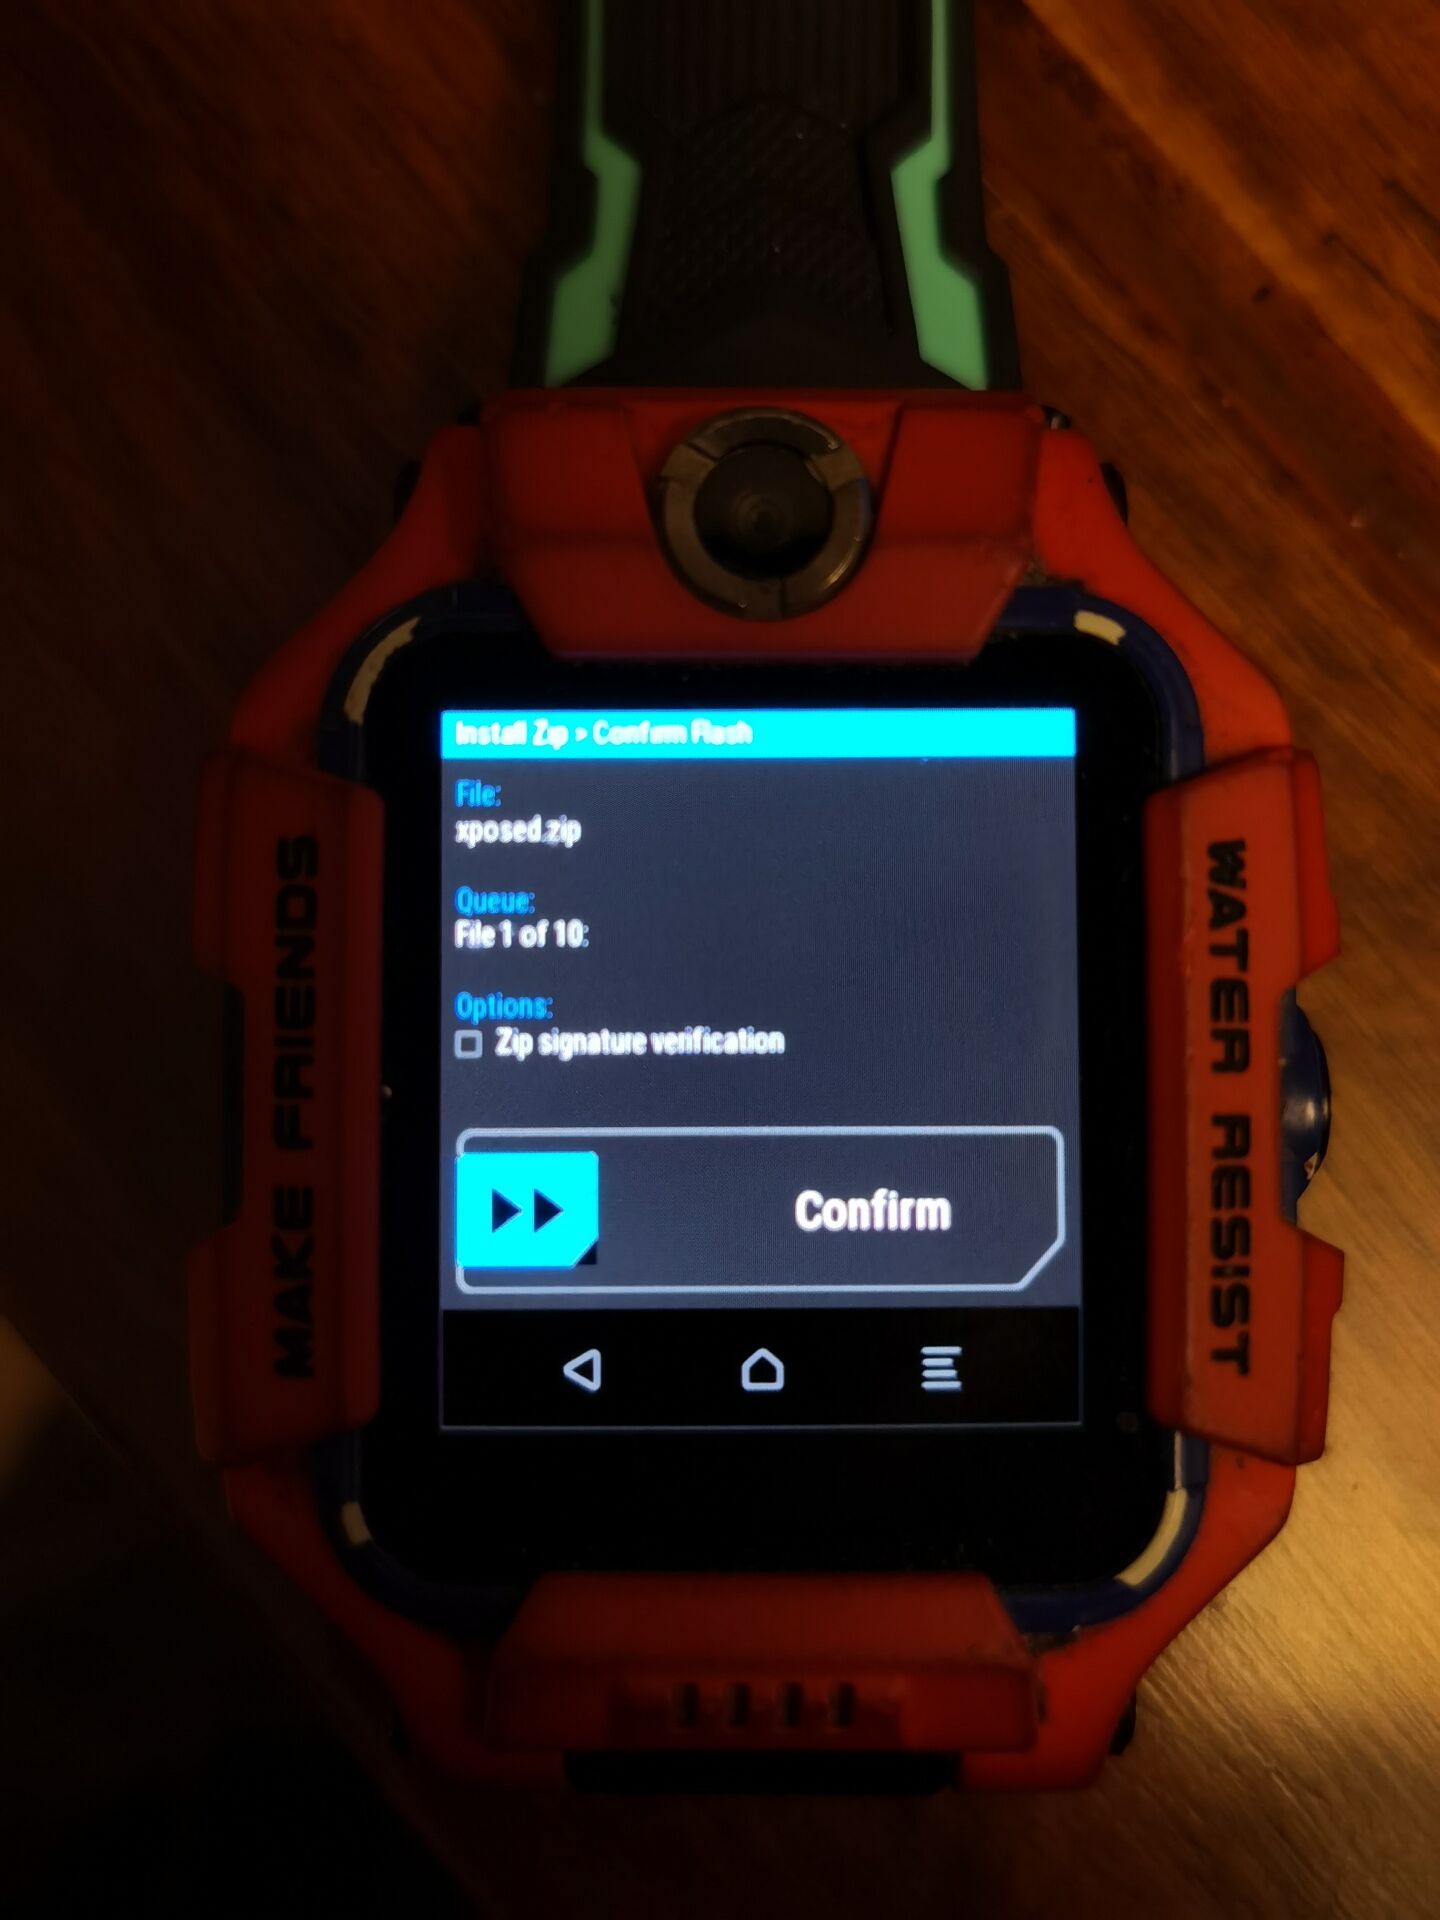 Install Zip > Confirm Flash
File:
xposed.zip
Queue:
File 1 of 10:
Options:
Zip signature verification
Confirm
MAKE FRIENDS
WATER RESIST